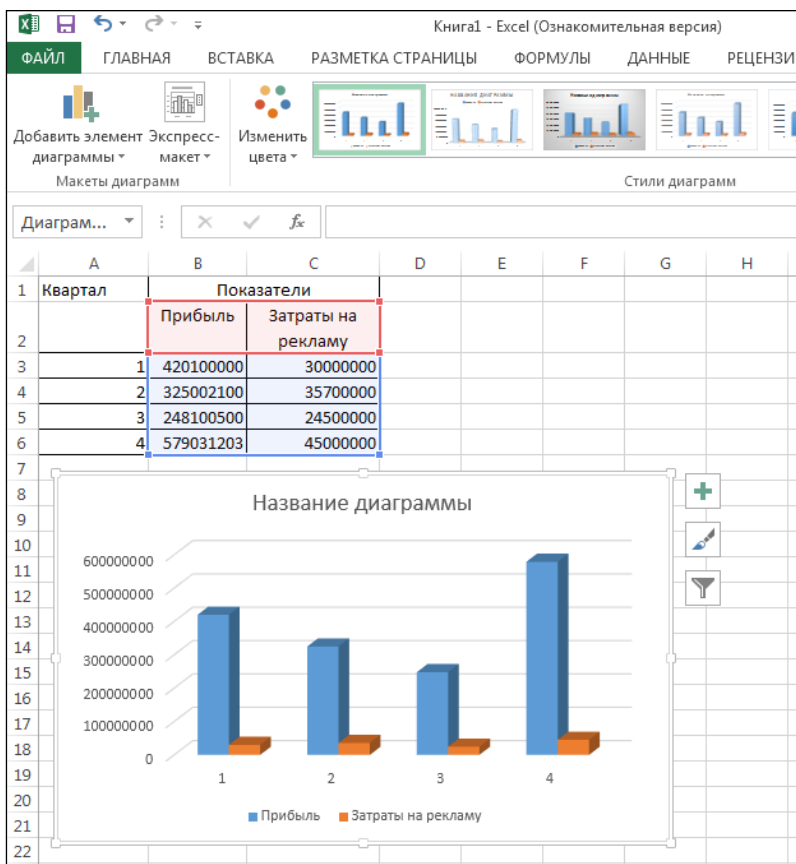 Книга1 - Excel (Ознакомительная версия)
ФАЙЛ ГЛАВНАЯ ВСТАВКА РАЗМЕТКА СТРАНИЦЫ ФОРМУЛЫ ДАННЫЕ РЕЦЕНЗИ
Добавить элемент диаграммы
Экспресс-макет
Изменить цвета
Макеты диаграмм
Стили диаграмм
Диаграм...
fx
A B C D E F G H
1 Квартал Показатели
2 Прибыль Затраты на
рекламу
3 1 420100000 30000000
4 2 325002100 35700000
5 3 248100500 24500000
6 4 579031203 45000000
7
8
9
10
11
12
13
14
15
16
17
18
19
20
21
22
Название диаграммы
600000000
500000000
400000000
300000000
200000000
100000000
0
1 2 3 4
Прибыль Затраты на рекламу